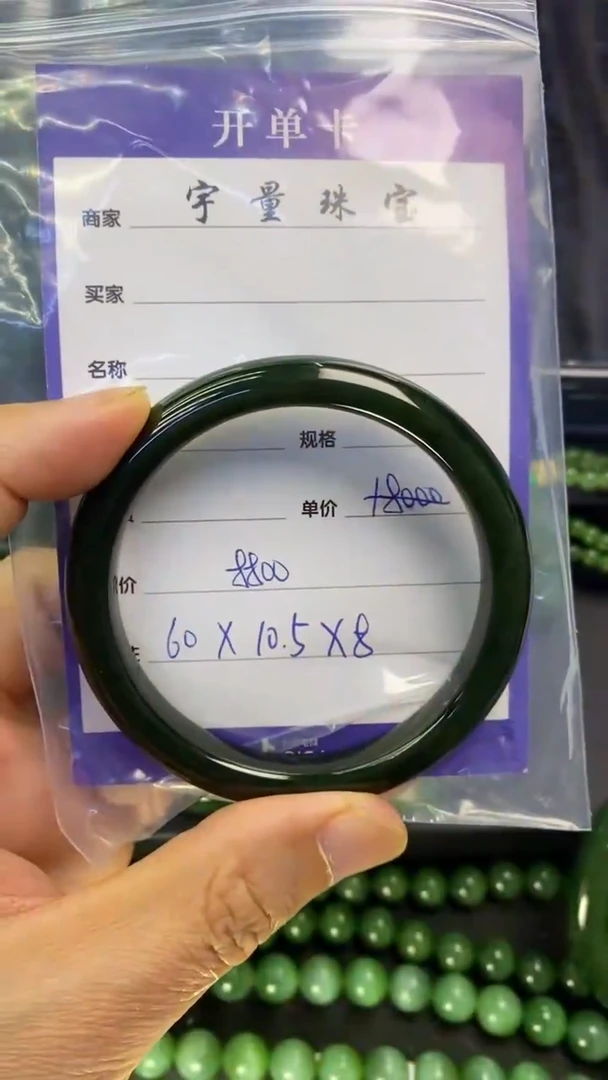 开单卡
商家 宇量珠宝
买家
名称
规格
单价 18000
价 8800
60 X 10.5 X 8